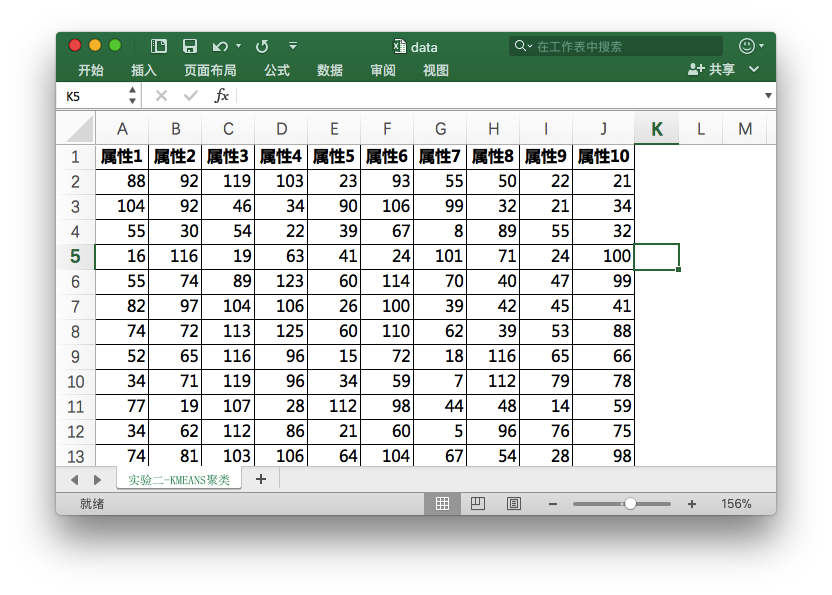 data
在工作表中搜索
开始 插入 页面布局 公式 数据 审阅 视图 共享
K5 fx
A B C D E F G H I J K L M
1 属性1 属性2 属性3 属性4 属性5 属性6 属性7 属性8 属性9 属性10
2 88 92 119 103 23 93 55 50 22 21
3 104 92 46 34 90 106 99 32 21 34
4 55 30 54 22 39 67 8 89 55 32
5 16 116 19 63 41 24 101 71 24 100
6 55 74 89 123 60 114 70 40 47 99
7 82 97 104 106 26 100 39 42 45 41
8 74 72 113 125 60 110 62 39 53 88
9 52 65 116 96 15 72 18 116 65 66
10 34 71 119 96 34 59 7 112 79 78
11 77 19 107 28 112 98 44 48 14 59
12 34 62 112 86 21 60 5 96 76 75
13 74 81 103 106 64 104 67 54 28 98
实验二-KMEANS聚类
就绪 156%